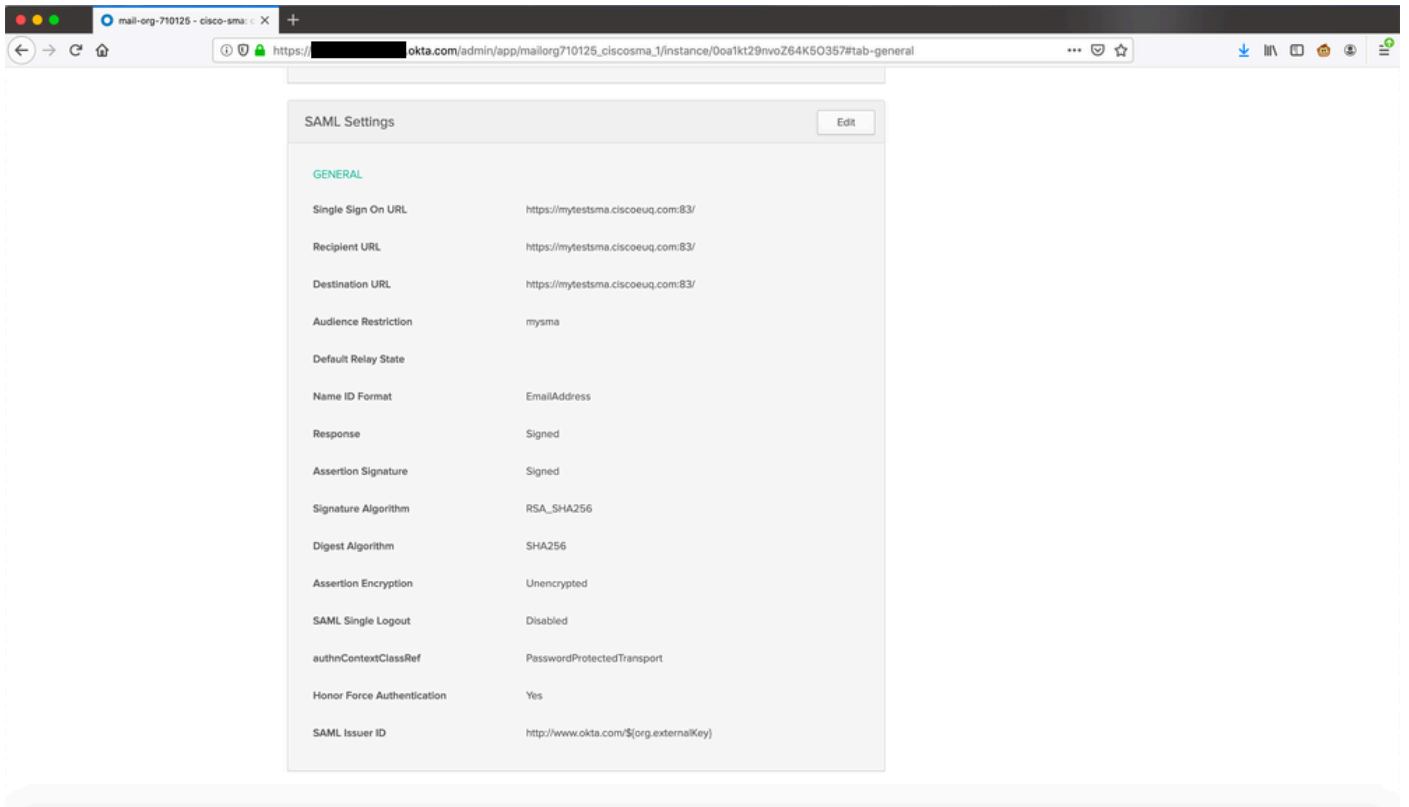 mail-org-710125 - cisco-sma: c
https:// .okta.com/admin/app/mailorg710125_ciscosma_1/instance/0oa1kt29nvoZ64K5O357#tab-general
SAML Settings
Edit
GENERAL
Single Sign On URL https://mytestsma.ciscoeuq.com:83/
Recipient URL https://mytestsma.ciscoeuq.com:83/
Destination URL https://mytestsma.ciscoeuq.com:83/
Audience Restriction mysma
Default Relay State
Name ID Format EmailAddress
Response Signed
Assertion Signature Signed
Signature Algorithm RSA_SHA256
Digest Algorithm SHA256
Assertion Encryption Unencrypted
SAML Single Logout Disabled
authnContextClassRef PasswordProtectedTransport
Honor Force Authentication Yes
SAML Issuer ID http://www.okta.com/${org.externalKey}